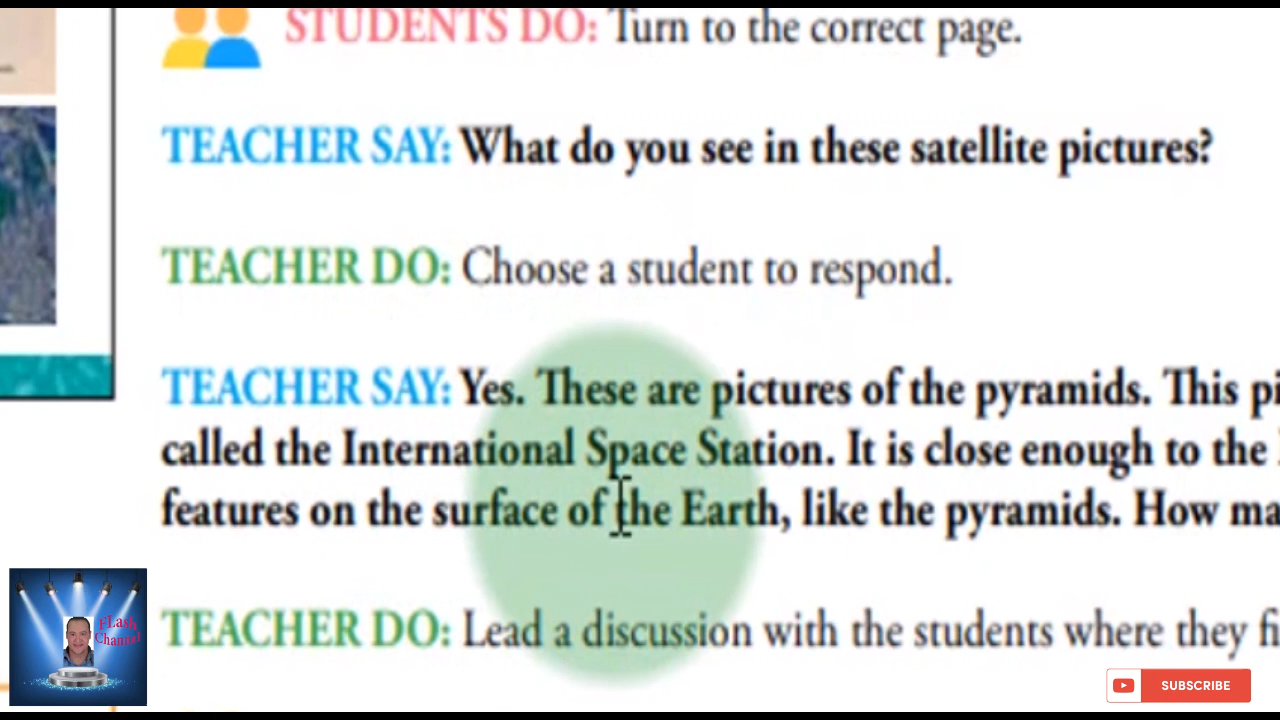 STUDENTS DO: Turn to the correct page.
TEACHER SAY: What do you see in these satellite pictures?
TEACHER DO: Choose a student to respond.
TEACHER SAY: Yes. These are pictures of the pyramids. This
called the International Space Station. It is close enough to the
features on the surface of the Earth, like the pyramids. How
TEACHER DO: Lead a discussion with the students where they
FLash
Channel
SUBSCRIBE